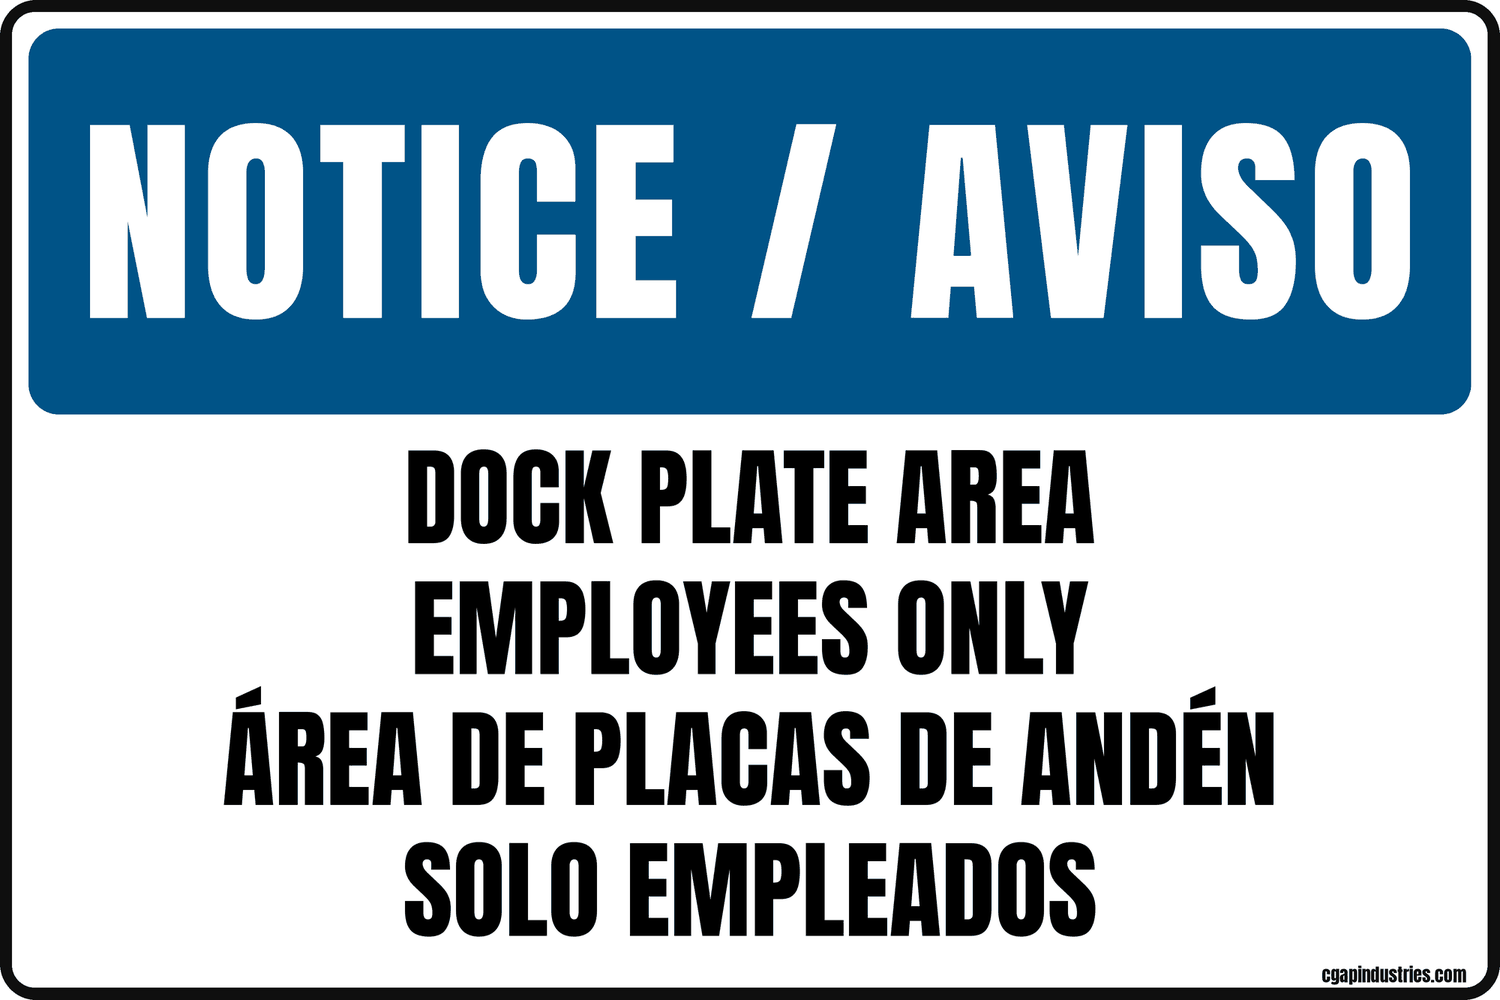 NOTICE / AVISO
DOCK PLATE AREA
EMPLOYEES ONLY
ÁREA DE PLACAS DE ANDÉN
SOLO EMPLEADOS
cgapindustries.com